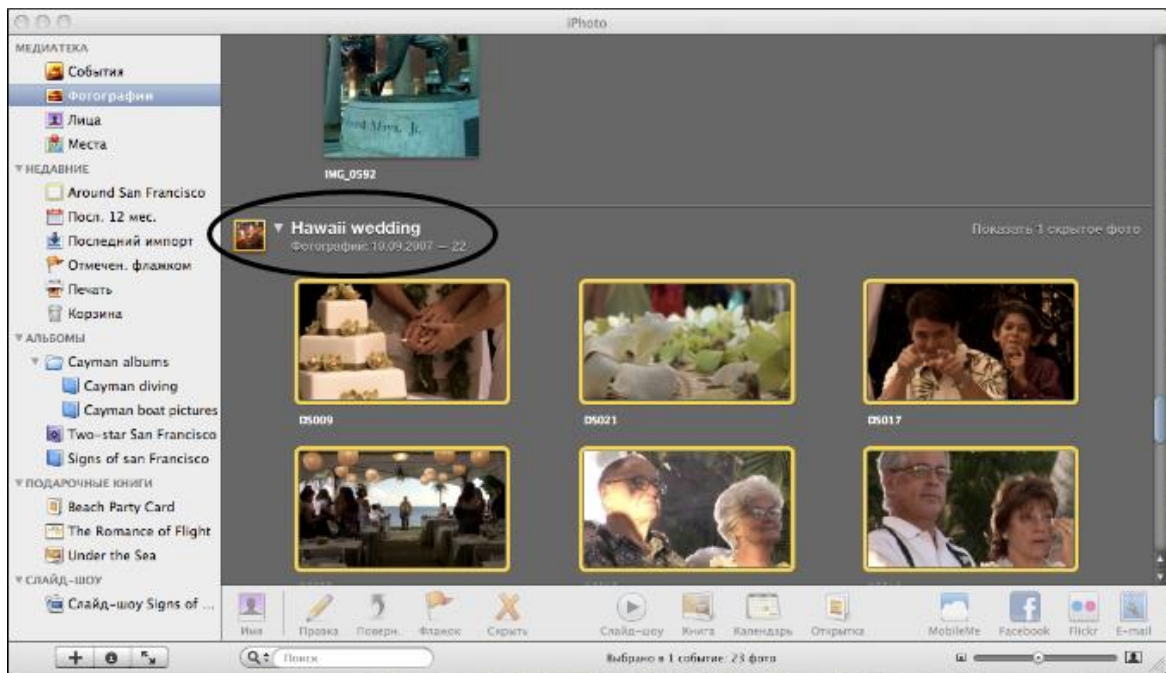 iPhoto
МЕДИАТЕКА
События
Фотографии
Лица
Места
НЕДАВНИЕ
Around San Francisco
Посл. 12 мес.
Последний импорт
Отмечен. флажком
Печать
Корзина
АЛЬБОМЫ
Cayman albums
Cayman diving
Cayman boat pictures
Two-star San Francisco
Signs of san Francisco
ПОДАРОЧНЫЕ КНИГИ
Beach Party Card
The Romance of Flight
Under the Sea
СЛАЙД-ШОУ
Слайд-шоу Signs of ...
Maya, Jr.
IMG_0592
Hawaii wedding
Фотографий: 10.09.2007 — 22
Показать 1 скрытое фото
DS009 DS021 DS017
Имя Правка Поверн. Флажок Скрыть Слайд-шоу Книга Календарь Открытка MobileMe Facebook Flickr E-mail
Поиск
Выбрано в 1 событие: 23 фото